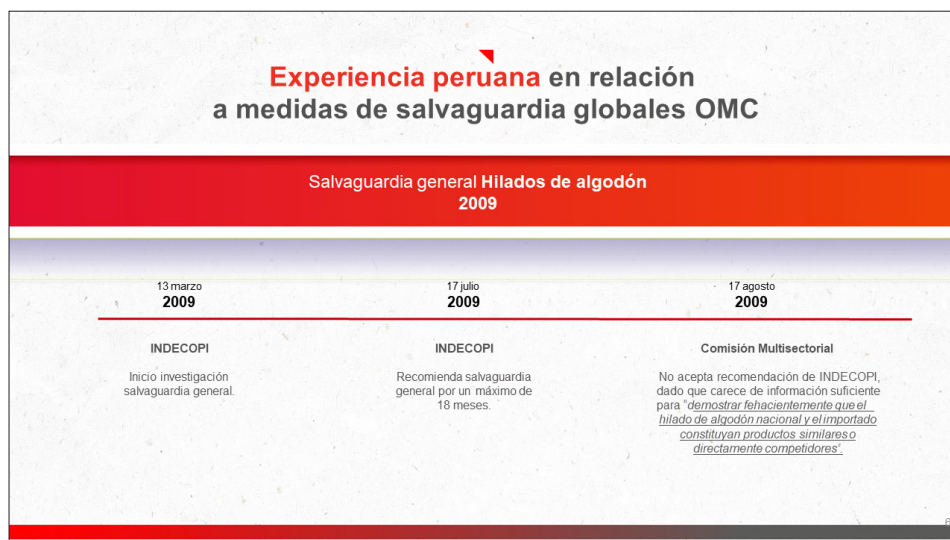 Experiencia peruana en relación
a medidas de salvaguardia globales OMC
Salvaguardia general Hilados de algodón
2009
13 marzo
2009
INDECOPI
Inicio investigación
salvaguardia general.
17 julio
2009
INDECOPI
Recomienda salvaguardia
general por un máximo de
18 meses.
17 agosto
2009
Comisión Multisectorial
No acepta recomendación de INDECOPI,
dado que carece de información suficiente
para "demostrar fehacientemente que el
hilado de algodón nacional y el importado
constituyan productos similares o
directamente competidores'.
6